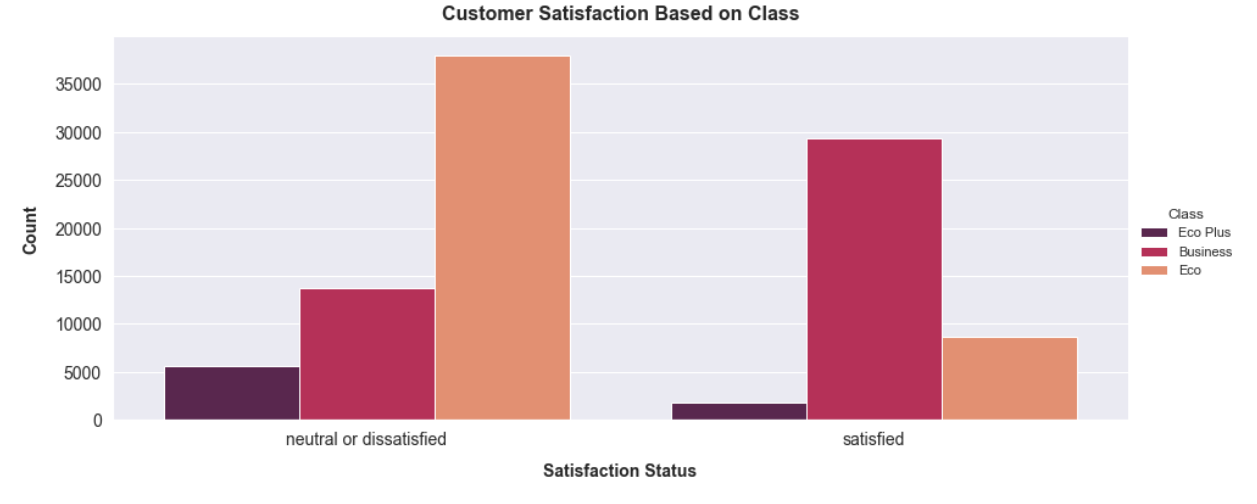 Customer Satisfaction Based on Class
35000
30000
25000
20000
15000
10000
5000
0
Count
neutral or dissatisfied
satisfied
Satisfaction Status
Class
Eco Plus
Business
Eco